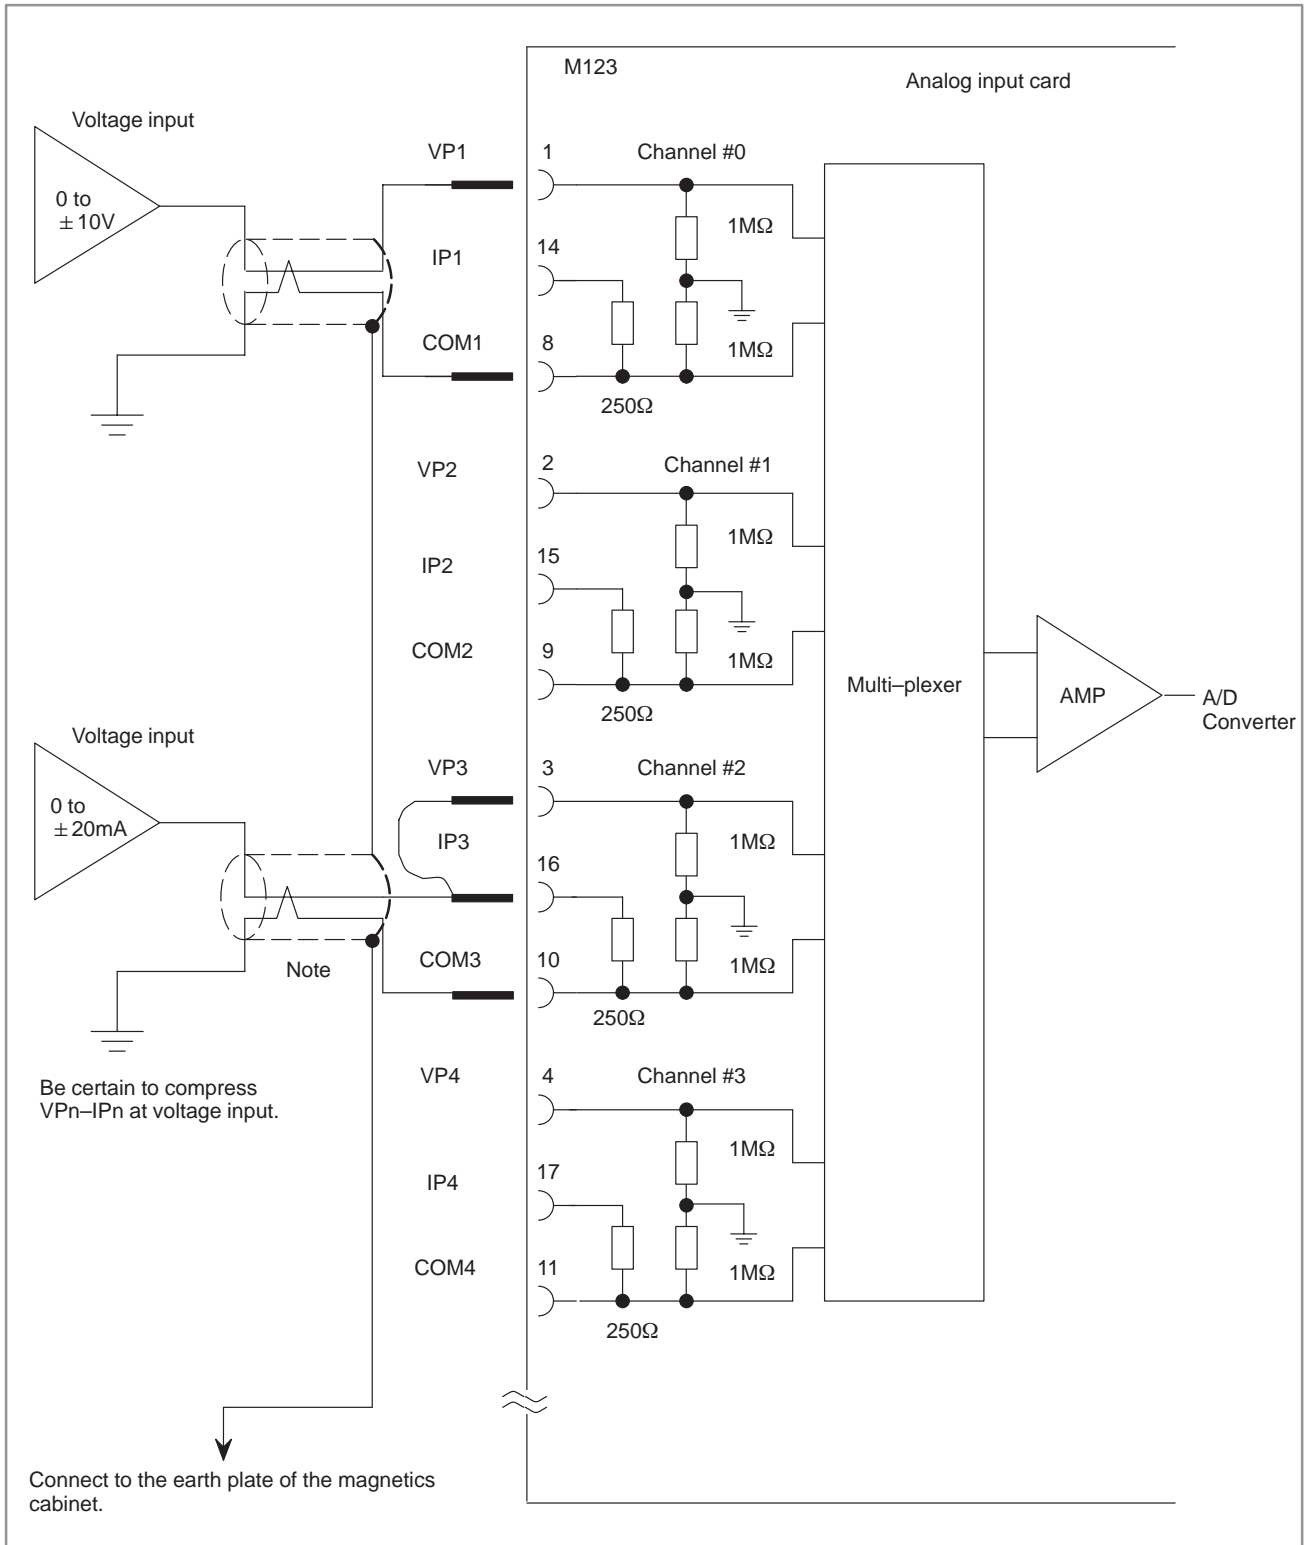 M123
Analog input card
Voltage input
0 to
±10V
VP1
1
Channel #0
1MΩ
IP1
14
COM1
8
1MΩ
250Ω
VP2
2
Channel #1
1MΩ
IP2
15
COM2
9
1MΩ
250Ω
Multi–plexer
AMP
A/D
Converter
Voltage input
0 to
±20mA
VP3
3
Channel #2
1MΩ
IP3
16
COM3
10
1MΩ
250Ω
Note
Be certain to compress
VPn–IPn at voltage input.
VP4
4
Channel #3
1MΩ
IP4
17
COM4
11
1MΩ
250Ω
Connect to the earth plate of the magnetics
cabinet.